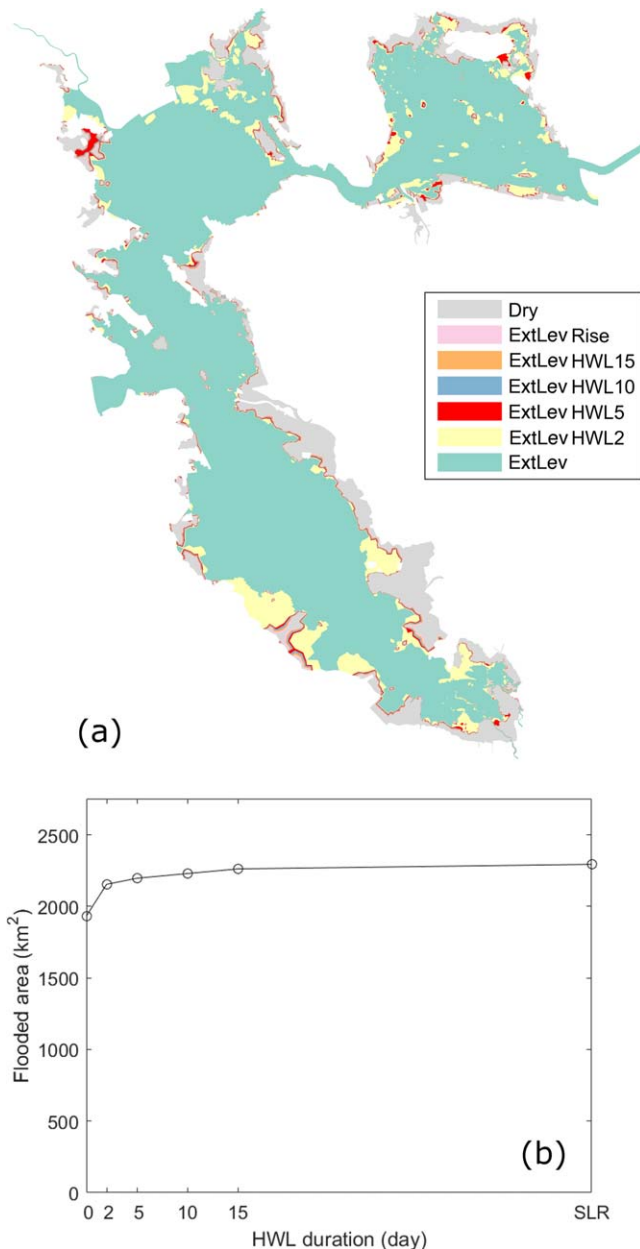 Dry
ExtLev Rise
ExtLev HWL15
ExtLev HWL10
ExtLev HWL5
ExtLev HWL2
ExtLev
(a)
2500
2000
1500
1000
500
0
Flooded area (km²)
(b)
0 2 5 10 15 SLR
HWL duration (day)